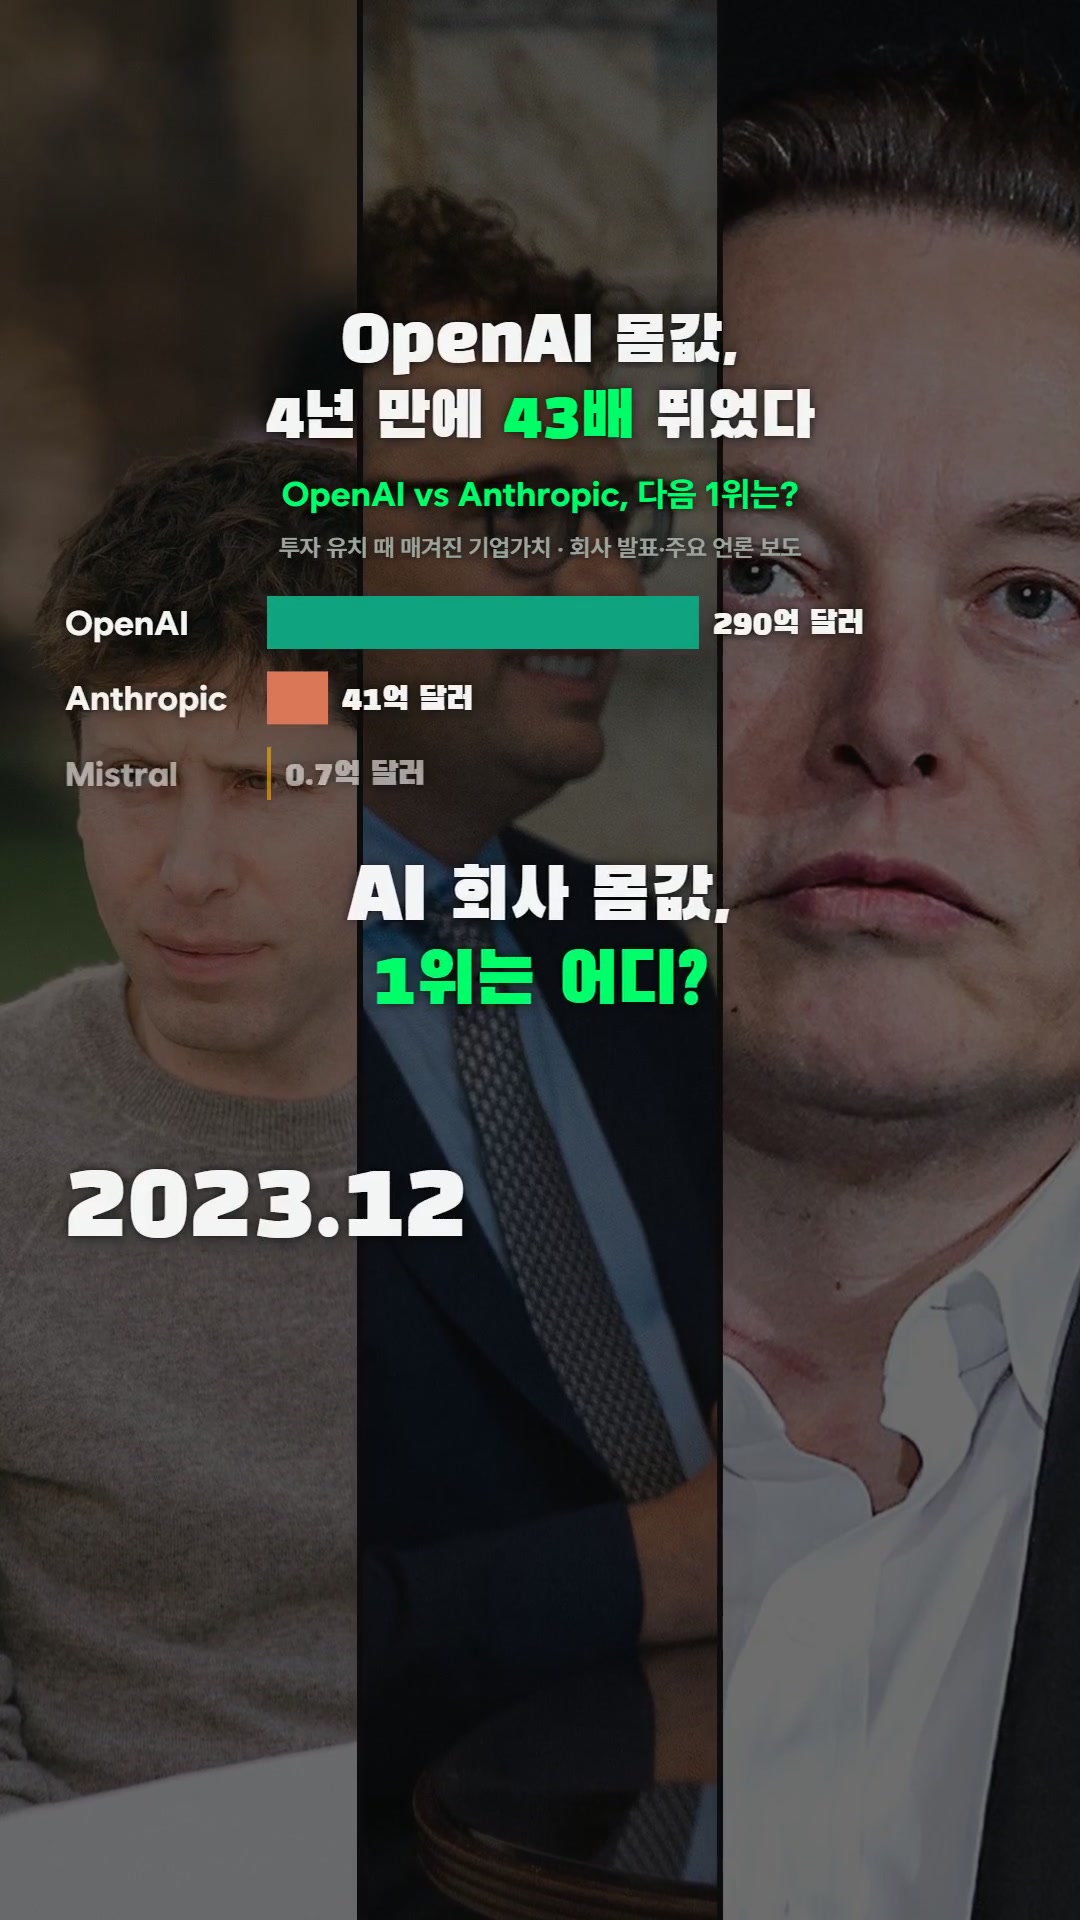 OpenAI 몸값,
4년 만에 43배 뛰었다
OpenAI vs Anthropic, 다음 1위는?
투자 유치 때 매겨진 기업가치 · 회사 발표·주요 언론 보도
OpenAI 290억 달러
Anthropic 41억 달러
Mistral 0.7억 달러
AI 회사 몸값,
1위는 어디?
2023.12